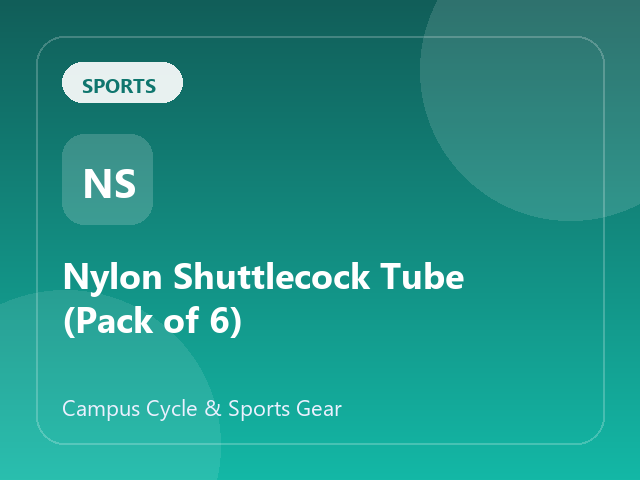 SPORTS
NS
Nylon Shuttlecock Tube
(Pack of 6)
Campus Cycle & Sports Gear